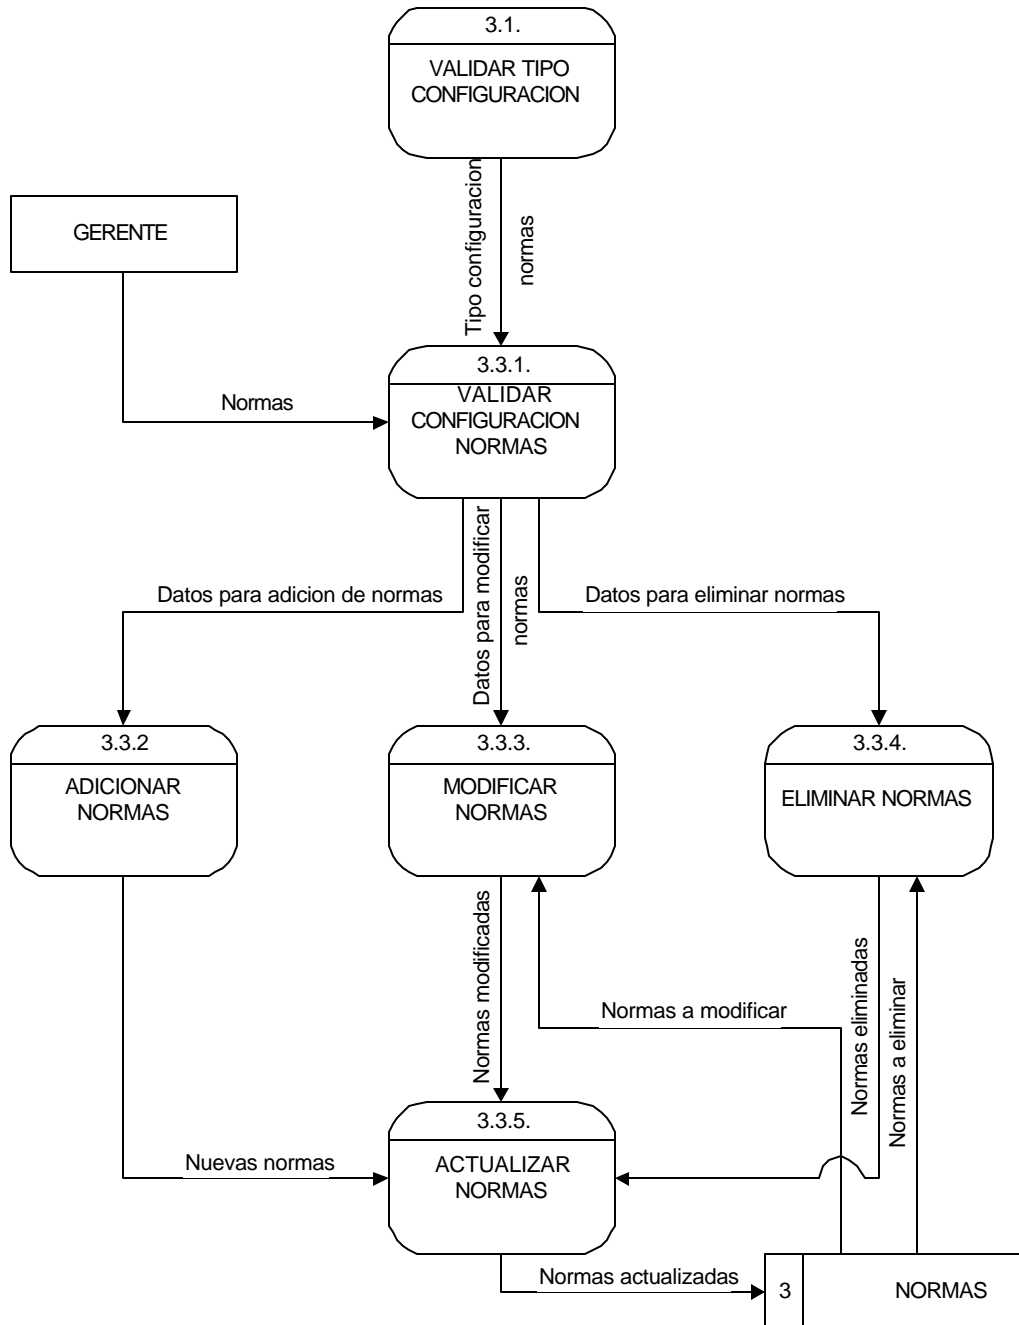 3.1.
VALIDAR TIPO
CONFIGURACION
Tipo configuracion
normas
GERENTE
3.3.1.
VALIDAR
CONFIGURACION
NORMAS
Normas
Datos para adicion de normas
Datos para modificar
normas
Datos para eliminar normas
3.3.2
ADICIONAR
NORMAS
3.3.3.
MODIFICAR
NORMAS
3.3.4.
ELIMINAR NORMAS
Normas modificadas
Normas a modificar
Normas eliminadas
Normas a eliminar
3.3.5.
ACTUALIZAR
NORMAS
Nuevas normas
Normas actualizadas
3
NORMAS